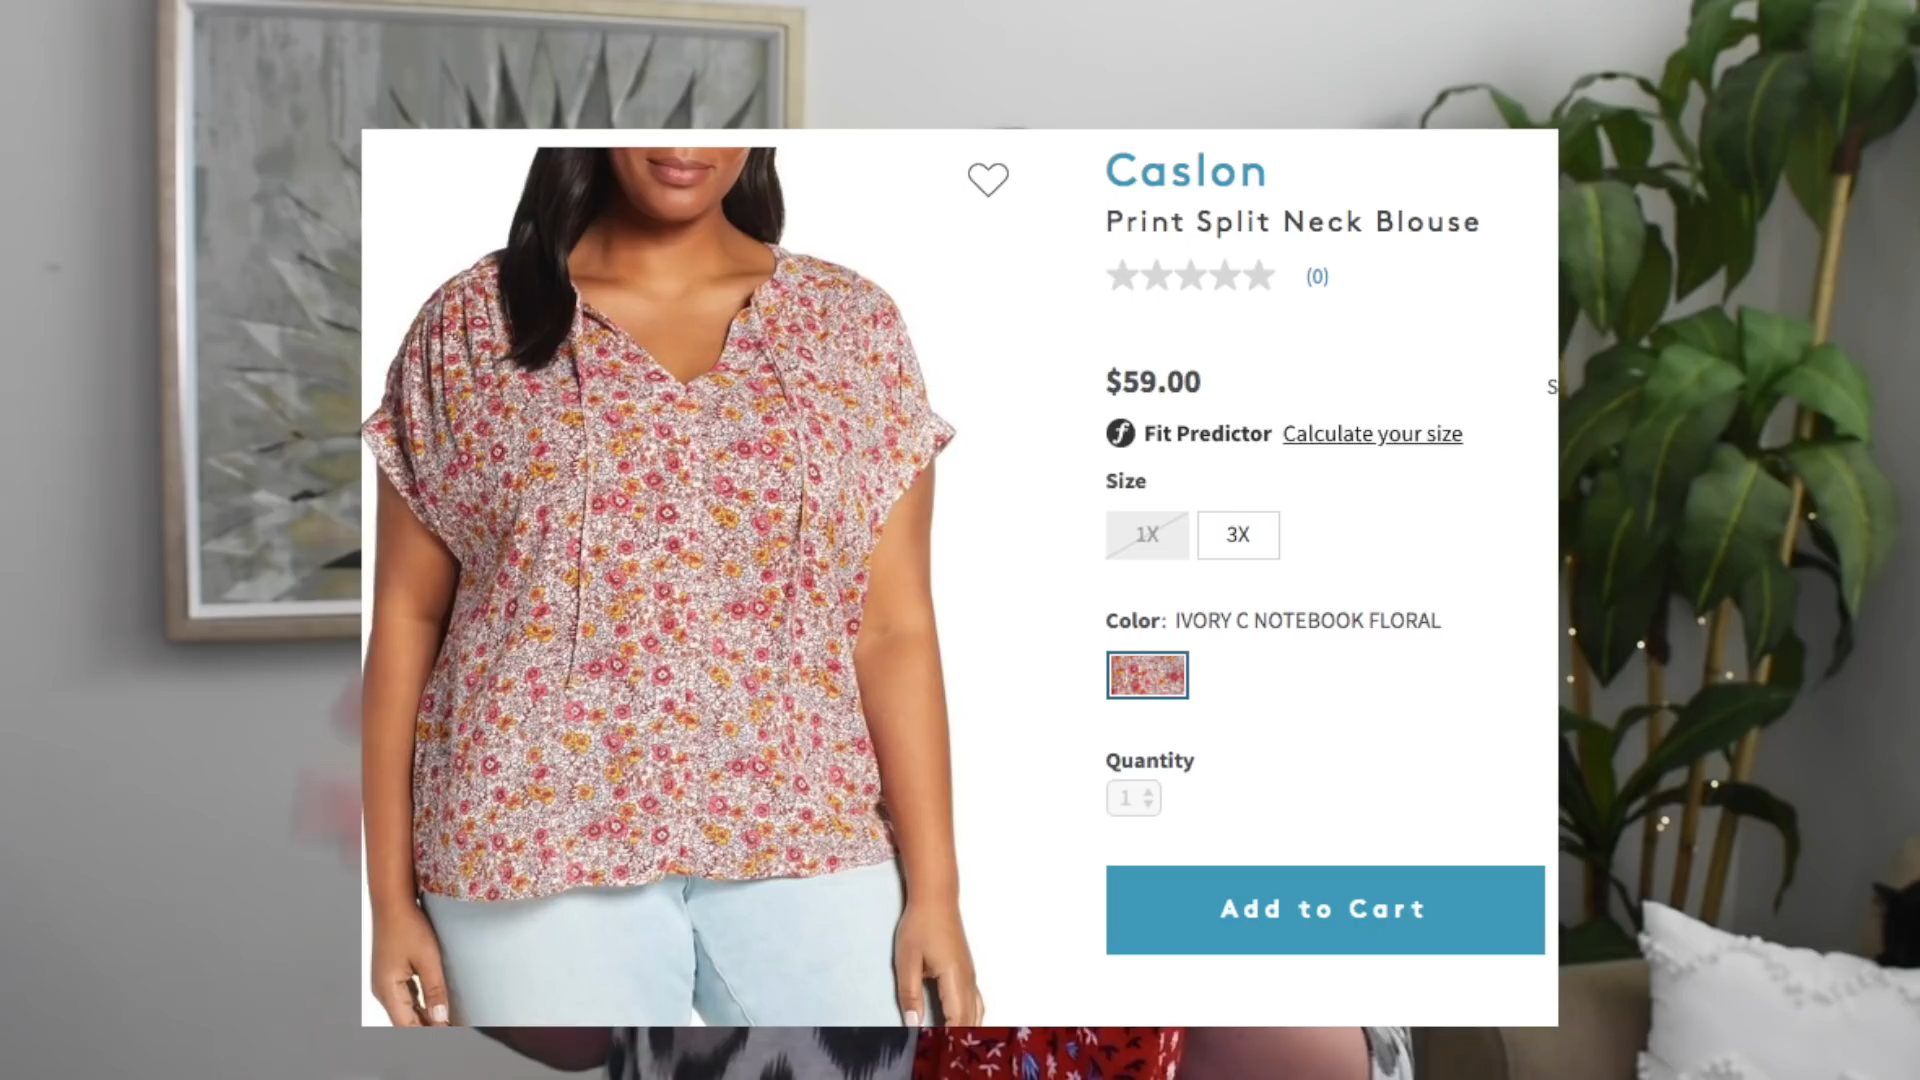 Caslon
Print Split Neck Blouse
(0)
$59.00
S
Fit Predictor Calculate your size
Size
1X 3X
Color: IVORY C NOTEBOOK FLORAL
Quantity
1
Add to Cart